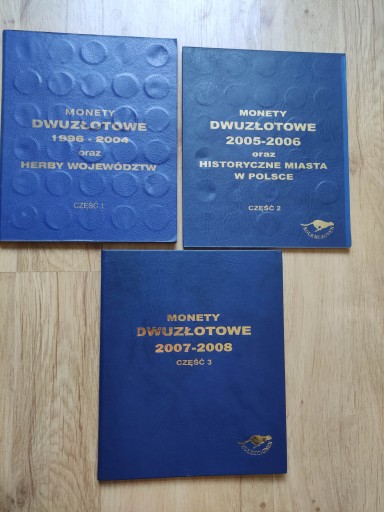 MONETY
DWUZŁOTOWE
1996 - 2004
oraz
HERBY WOJEWÓDZTW
CZĘŚĆ 1
MONETY
DWUZŁOTOWE
2005-2006
oraz
HISTORYCZNE MIASTA
W POLSCE
CZĘŚĆ 2
MONETY
DWUZŁOTOWE
2007-2008
CZĘŚĆ 3